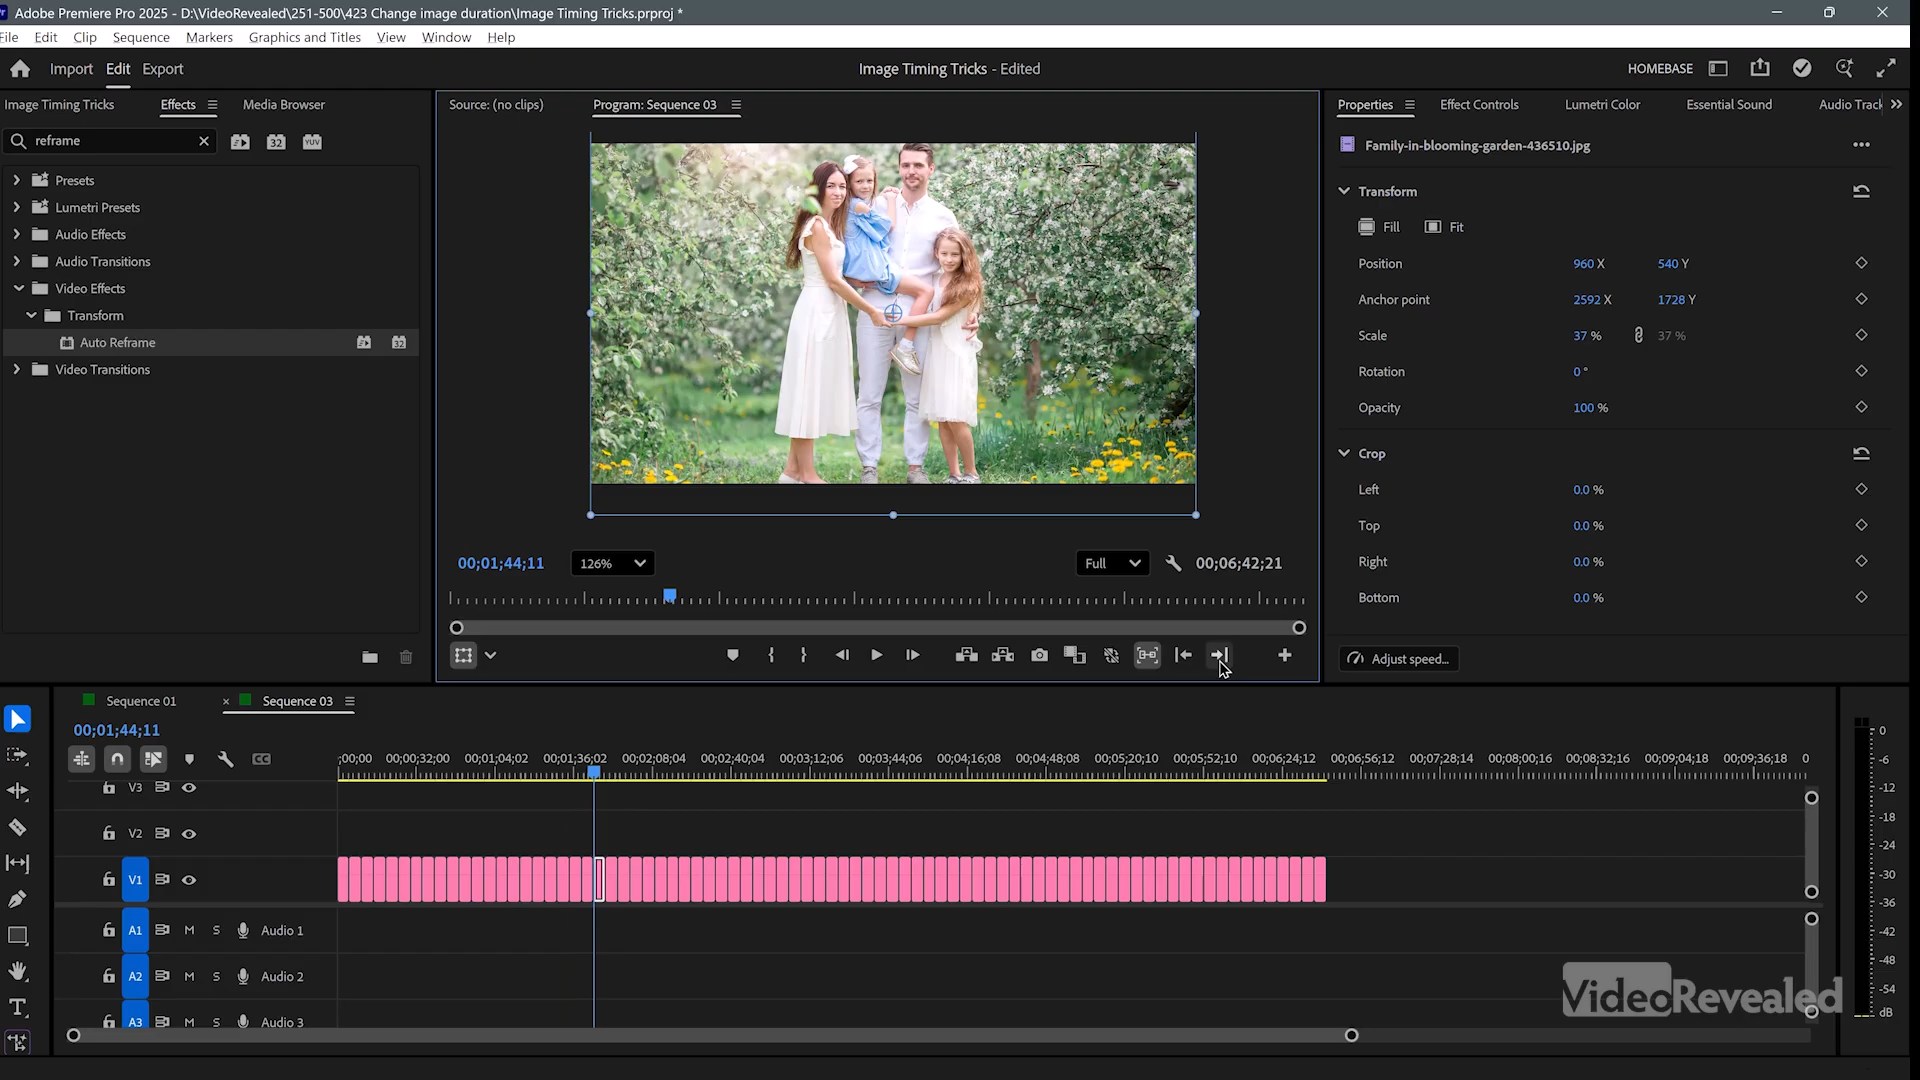 Adobe Premiere Pro 2025 - D:\VideoRevealed\251-500\423 Change image duration\Image Timing Tricks.prproj *
File Edit Clip Sequence Markers Graphics and Titles View Window Help
Import Edit Export
Image Timing Tricks - Edited
HOMEBASE
Image Timing Tricks Effects Media Browser
reframe
32 YUV
Presets
Lumetri Presets
Audio Effects
Audio Transitions
Video Effects
Transform
Auto Reframe
32
Video Transitions
Source: (no clips) Program: Sequence 03
00;01;44;11 126% Full 00;06;42;21
Properties Effect Controls Lumetri Color Essential Sound Audio Track
Family-in-blooming-garden-436510.jpg
Transform
Fill Fit
Position 960 X 540 Y
Anchor point 2592 X 1728 Y
Scale 37 % 37 %
Rotation 0 °
Opacity 100 %
Crop
Left 0.0 %
Top 0.0 %
Right 0.0 %
Bottom 0.0 %
Adjust speed...
Sequence 01 × Sequence 03
00;01;44;11
CC
;00;00 00;00;32;00 00;01;04;02 00;01;36;02 00;02;08;04 00;02;40;04 00;03;12;06 00;03;44;06 00;04;16;08 00;04;48;08 00;05;20;10 00;05;52;10 00;06;24;12 00;06;56;12 00;07;28;14 00;08;00;16 00;08;32;16 00;09;04;18 00;09;36;18 0
V3
V2
V1
A1 M S Audio 1
A2 M S Audio 2
A3 M S Audio 3
0
-6
-12
-18
-24
-30
-36
-42
-48
-54
dB
VideoRevealed